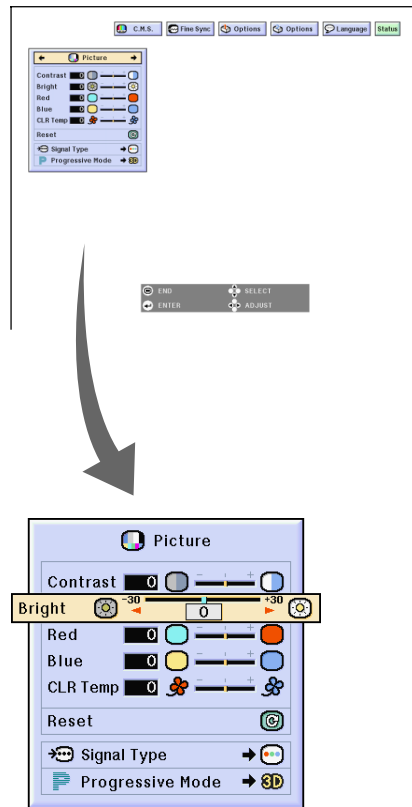 C.M.S. Fine Sync Options Options Language Status
Picture
Contrast 0
Bright 0
Red 0
Blue 0
CLR Temp 0
Reset
Signal Type
P Progressive Mode 3D
END SELECT
ENTER ADJUST
Picture
Contrast 0 - +
Bright -30 0 +30
Red 0 - +
Blue 0 - +
CLR Temp 0 - +
Reset
Signal Type
P Progressive Mode 3D